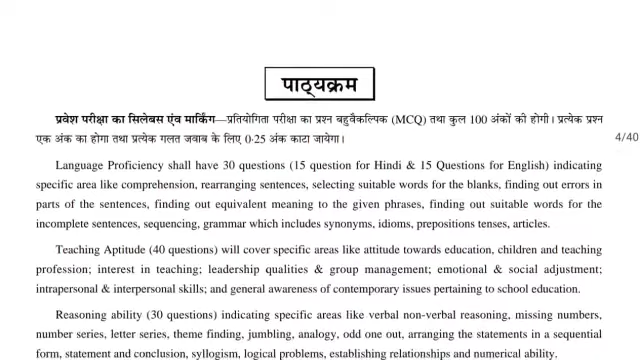 पाठ्यक्रम
प्रवेश परीक्षा का सिलेबस एंव मार्किंग—प्रतियोगिता परीक्षा का प्रश्न बहुवैकल्पिक (MCQ) तथा कुल 100 अंकों की होगी। प्रत्येक प्रश्न
एक अंक का होगा तथा प्रत्येक गलत जवाब के लिए 0·25 अंक काटा जायेगा।
4/40
Language Proficiency shall have 30 questions (15 question for Hindi & 15 Questions for English) indicating
specific area like comprehension, rearranging sentences, selecting suitable words for the blanks, finding out errors in
parts of the sentences, finding out equivalent meaning to the given phrases, finding out suitable words for the
incomplete sentences, sequencing, grammar which includes synonyms, idioms, prepositions tenses, articles.
Teaching Aptitude (40 questions) will cover specific areas like attitude towards education, children and teaching
profession; interest in teaching; leadership qualities & group management; emotional & social adjustment;
intrapersonal & interpersonal skills; and general awareness of contemporary issues pertaining to school education.
Reasoning ability (30 questions) indicating specific areas like verbal non-verbal reasoning, missing numbers,
number series, letter series, theme finding, jumbling, analogy, odd one out, arranging the statements in a sequential
form, statement and conclusion, syllogism, logical problems, establishing relationships and numerical ability.